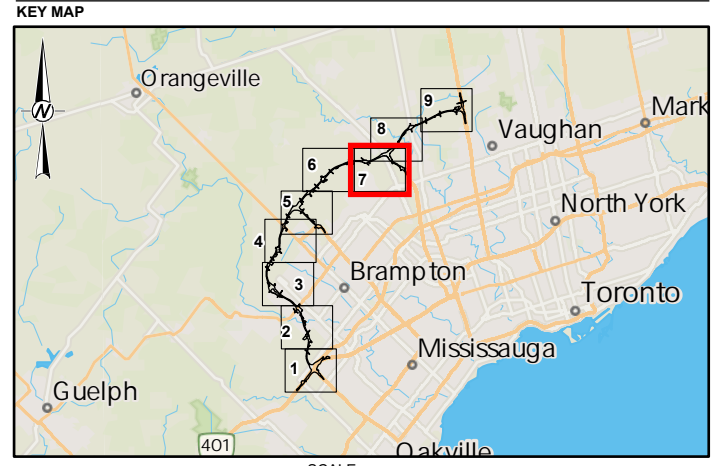 KEY MAP
Orangeville
N
9
Mark
8
Vaughan
6
7
5
North York
4
Brampton
3
Toronto
2
Mississauga
1
Guelph
401
Oakville